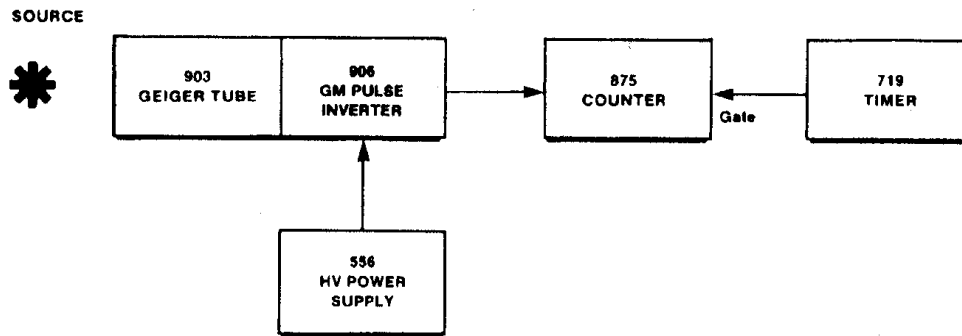 SOURCE
903
GEIGER TUBE
906
GM PULSE
INVERTER
875
COUNTER
Gate
719
TIMER
556
HV POWER
SUPPLY